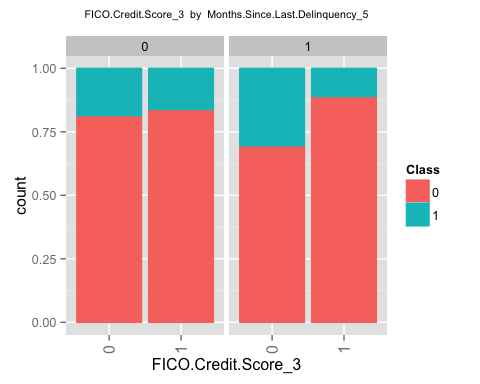 FICO.Credit.Score_3 by Months.Since.Last.Delinquency_5
0 1
1.00
0.75
0.50
0.25
0.00
count
0 1 0 1
FICO.Credit.Score_3
Class
0
1